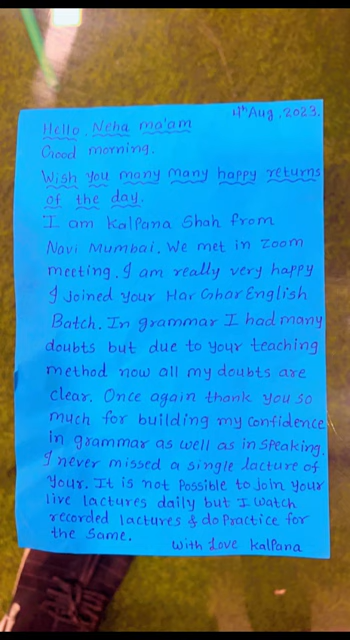 4th Aug, 2023.
Hello Neha ma'am
Good morning.
Wish you many many happy returns
of the day.
I am Kalpana Shah from
Navi Mumbai. We met in Zoom
meeting. I am really very happy
I joined your Har Ghar English
Batch. In grammar I had many
doubts but due to your teaching
method now all my doubts are
clear. Once again thank you so
much for building my confidence
in grammar as well as in speaking.
I never missed a single lacture of
your. It is not possible to join your
live lactures daily but I watch
recorded lactures & do practice for
the same.
With Love Kalpana